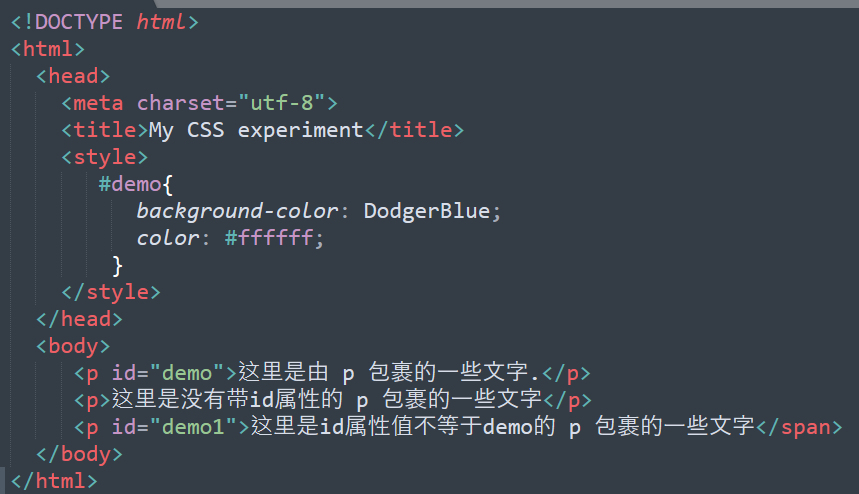 <!DOCTYPE html>
<html>
<head>
<meta charset="utf-8">
<title>My CSS experiment</title>
<style>
#demo{
background-color: DodgerBlue;
color: #ffffff;
}
</style>
</head>
<body>
<p id="demo">这里是由 p 包裹的一些文字.</p>
<p>这里是没有带id属性的 p 包裹的一些文字</p>
<p id="demo1">这里是id属性值不等于demo的 p 包裹的一些文字</span>
</body>
</html>